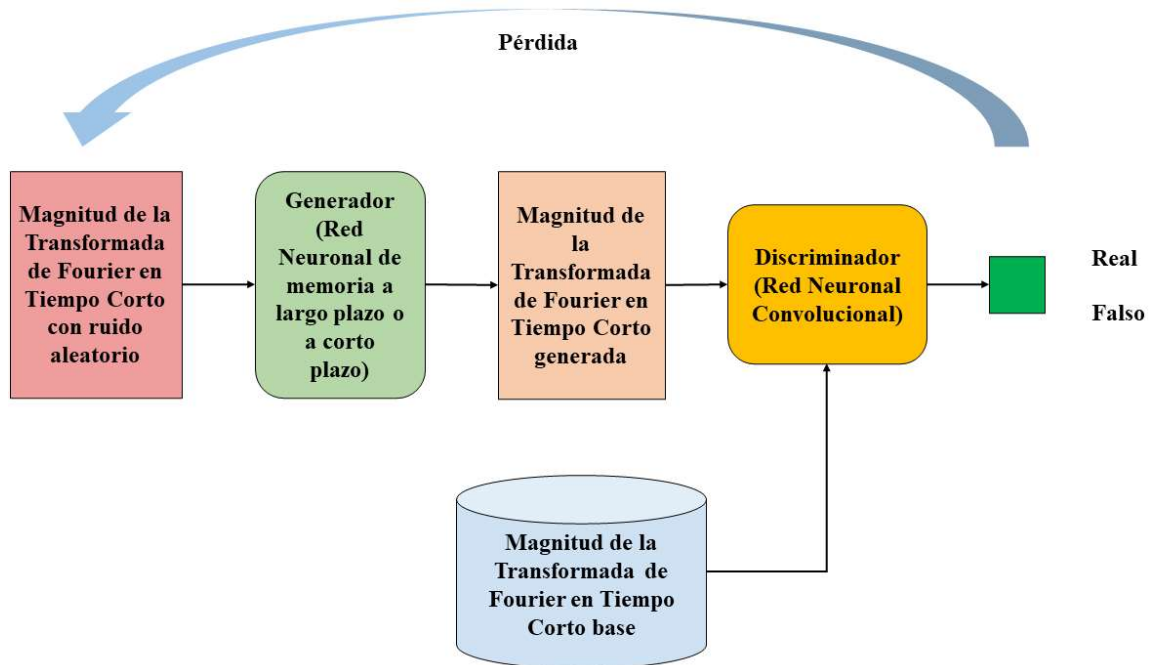 Pérdida
Magnitud de la
Transformada
de Fourier en
Tiempo Corto
con ruido
aleatorio
Generador
(Red
Neuronal de
memoria a
largo plazo o
a corto
plazo)
Magnitud de
la
Transformada
de Fourier en
Tiempo Corto
generada
Discriminador
(Red Neuronal
Convolucional)
Real
Falso
Magnitud de la
Transformada de
Fourier en Tiempo
Corto base